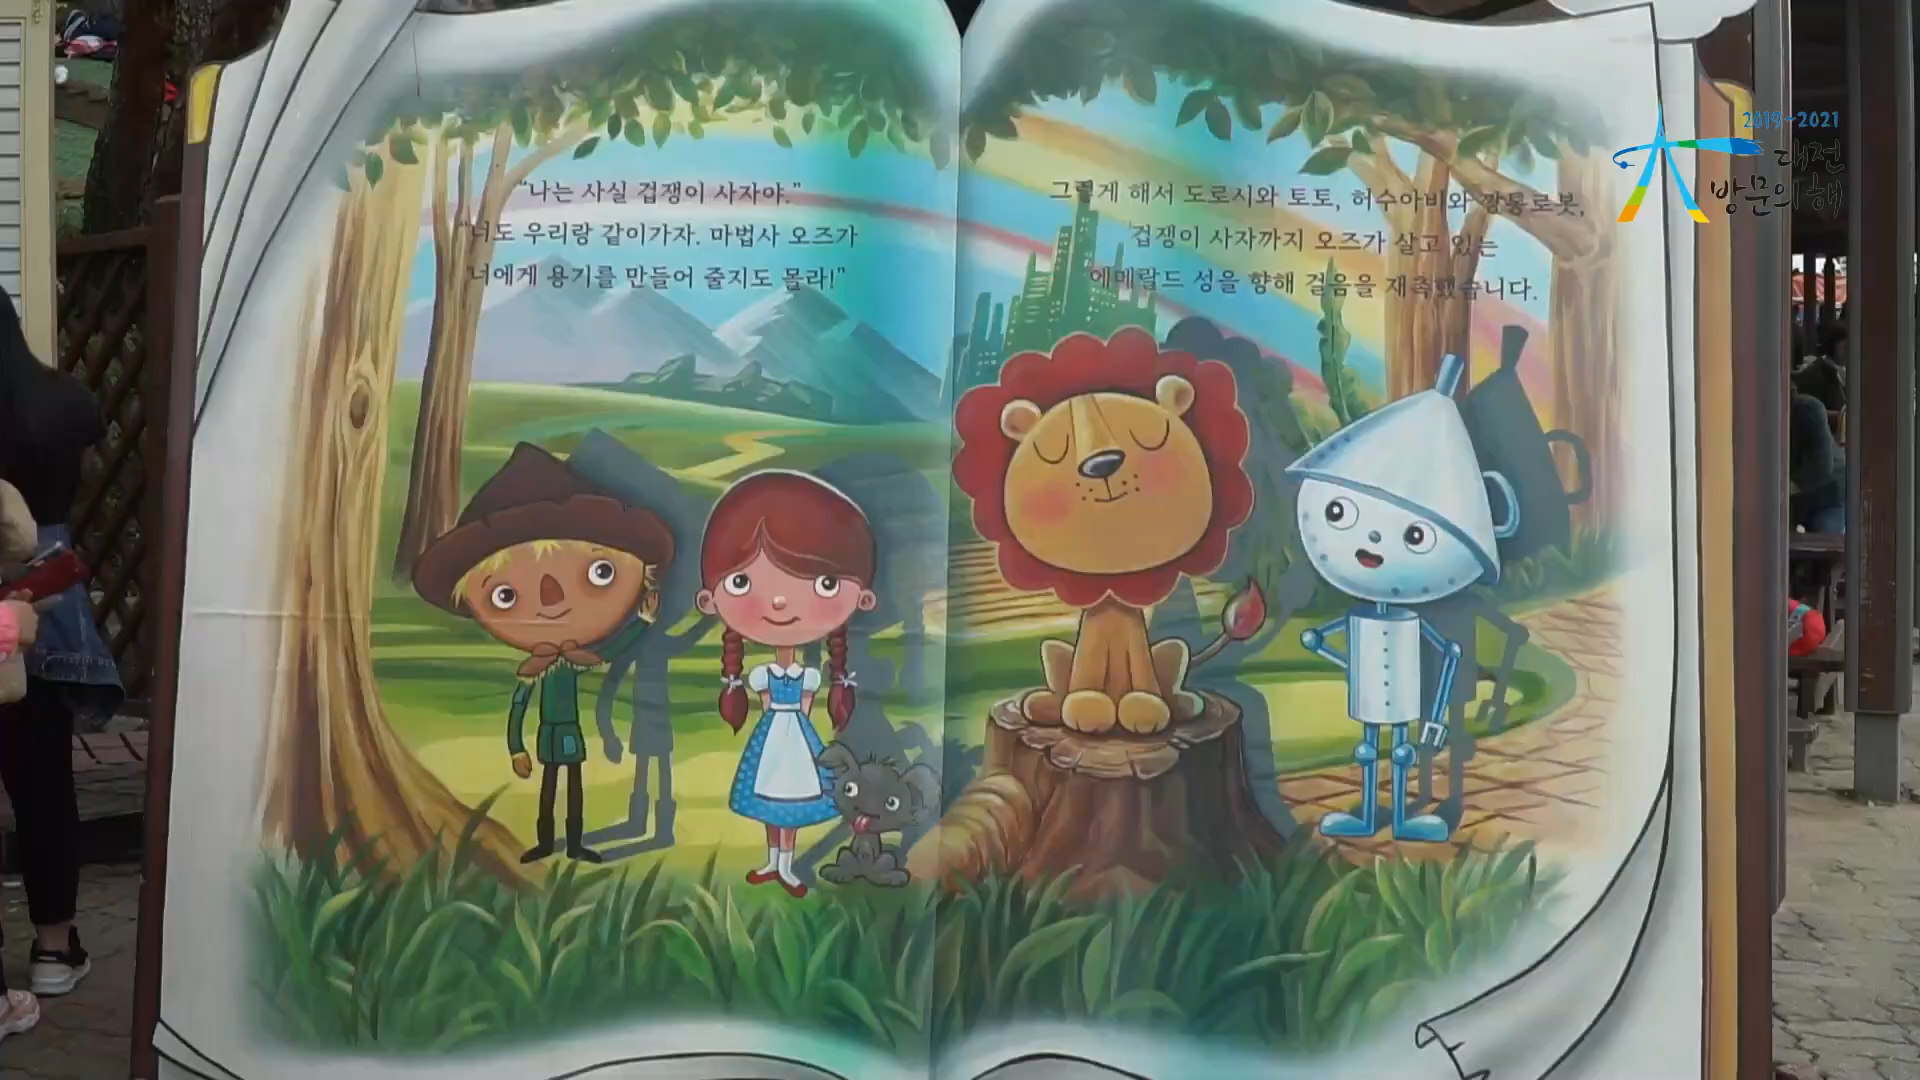 “나는 사실 겁쟁이 사자야.”
“너도 우리랑 같이가자. 마법사 오즈가
너에게 용기를 만들어 줄지도 몰라!”
그렇게 해서 도로시와 토토, 허수아비와 깡통로봇,
겁쟁이 사자까지 오즈가 살고 있는
에메랄드 성을 향해 걸음을 재촉했습니다.
2019~2021
대전
방문의 해